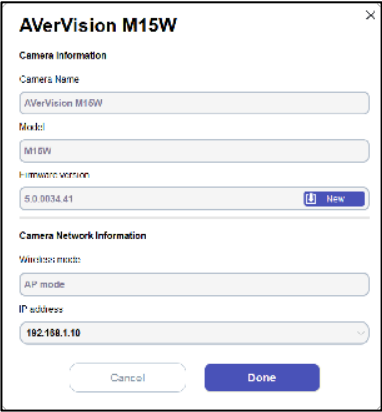 AVerVision M15W
Camera Information
Camera Name
AVerVision M15W
Model
M15W
Firmware version
5.0.0034.41
New
Camera Network Information
Wireless mode
AP mode
IP address
192.168.1.10
Cancel
Done